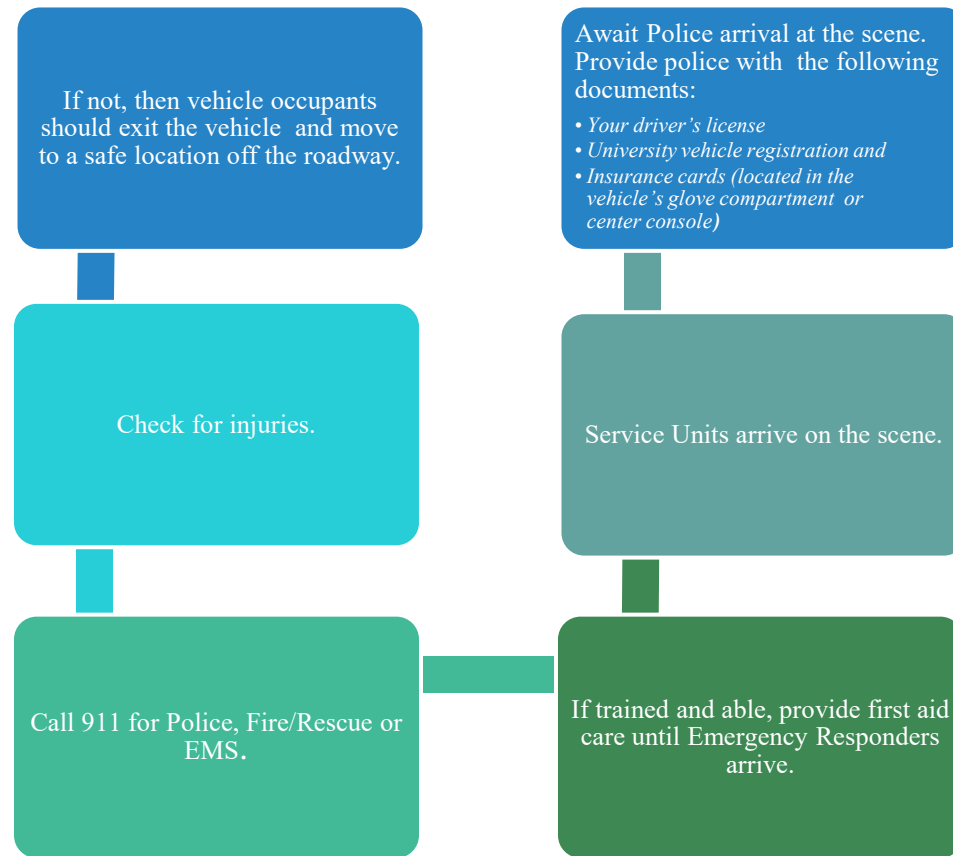 If not, then vehicle occupants
should exit the vehicle and move
to a safe location off the roadway.
Check for injuries.
Call 911 for Police, Fire/Rescue or
EMS.
If trained and able, provide first aid
care until Emergency Responders
arrive.
Service Units arrive on the scene.
Await Police arrival at the scene.
Provide police with the following
documents:
• Your driver’s license
• University vehicle registration and
• Insurance cards (located in the
vehicle’s glove compartment or
center console)